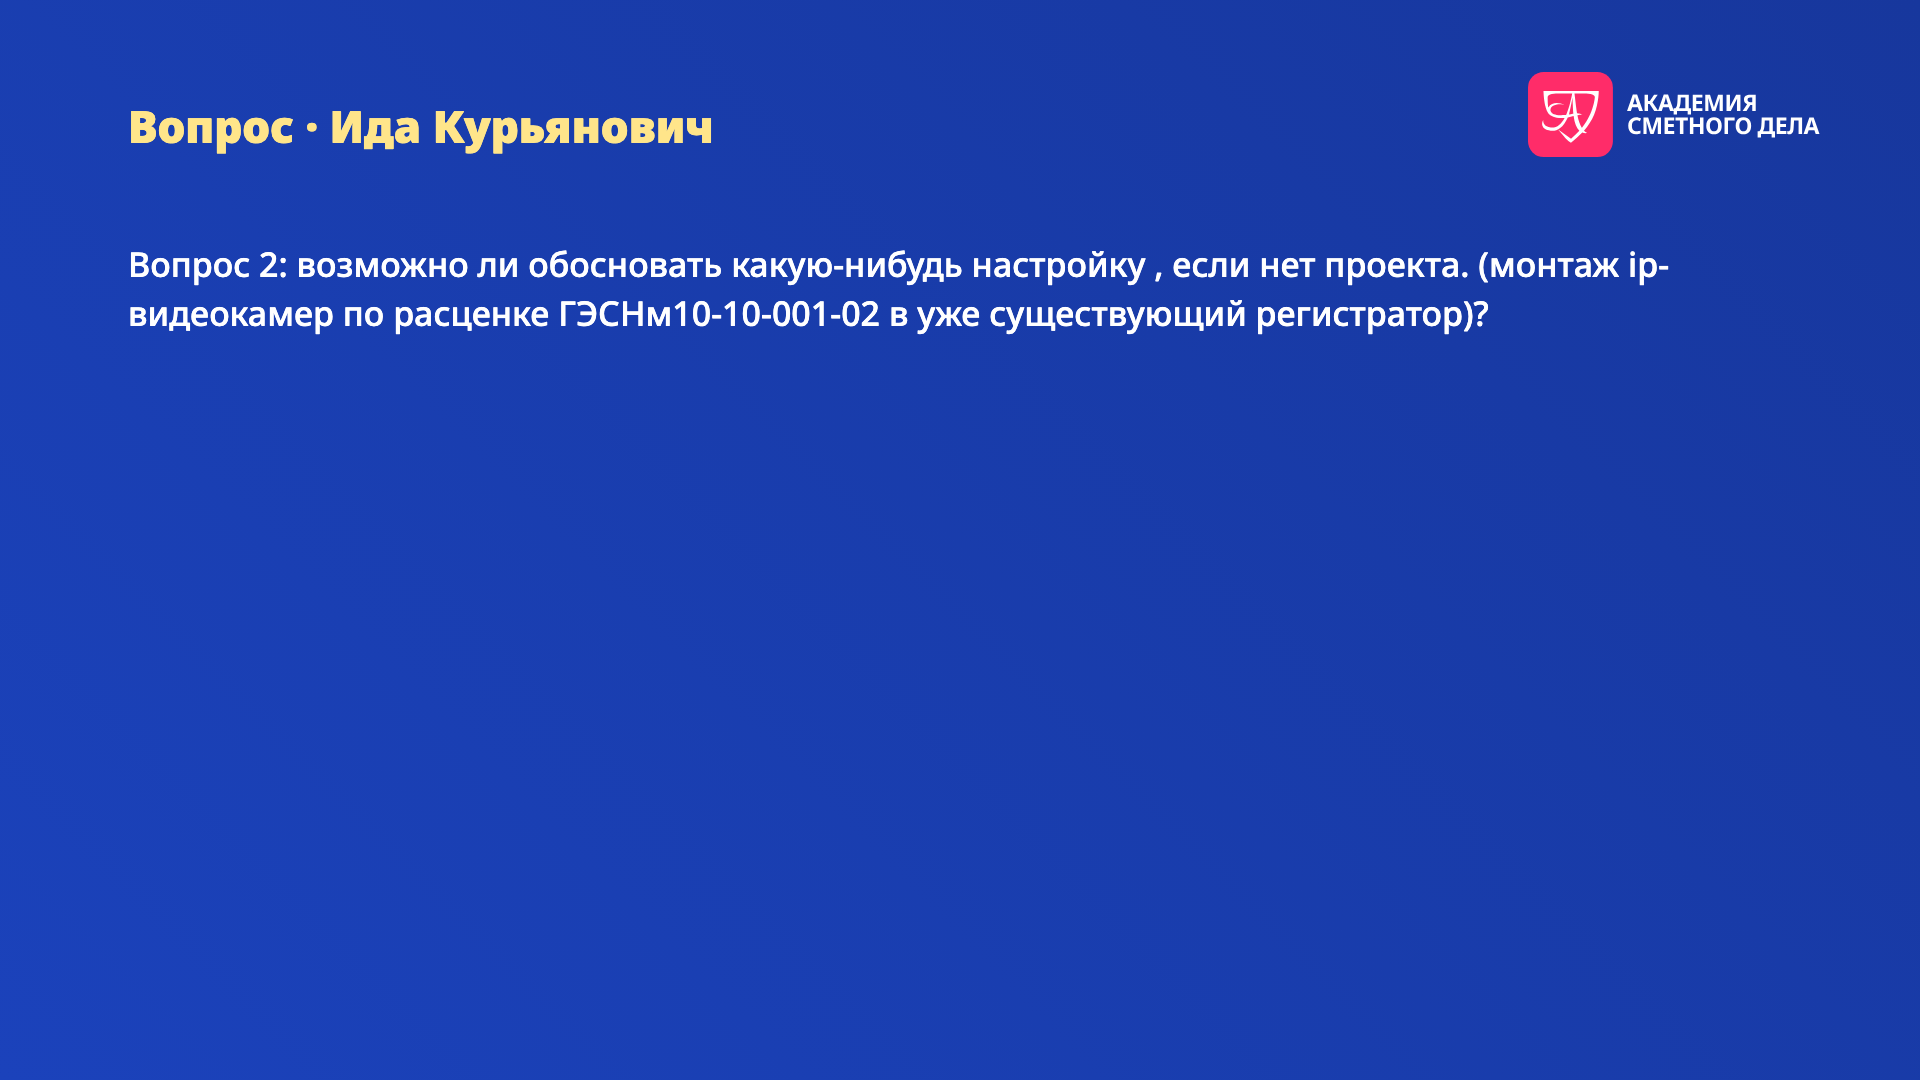 Вопрос · Ида Курьянович
АКАДЕМИЯ
СМЕТНОГО ДЕЛА
Вопрос 2: возможно ли обосновать какую-нибудь настройку , если нет проекта. (монтаж ip-
видеокамер по расценке ГЭСНм10-10-001-02 в уже существующий регистратор)?